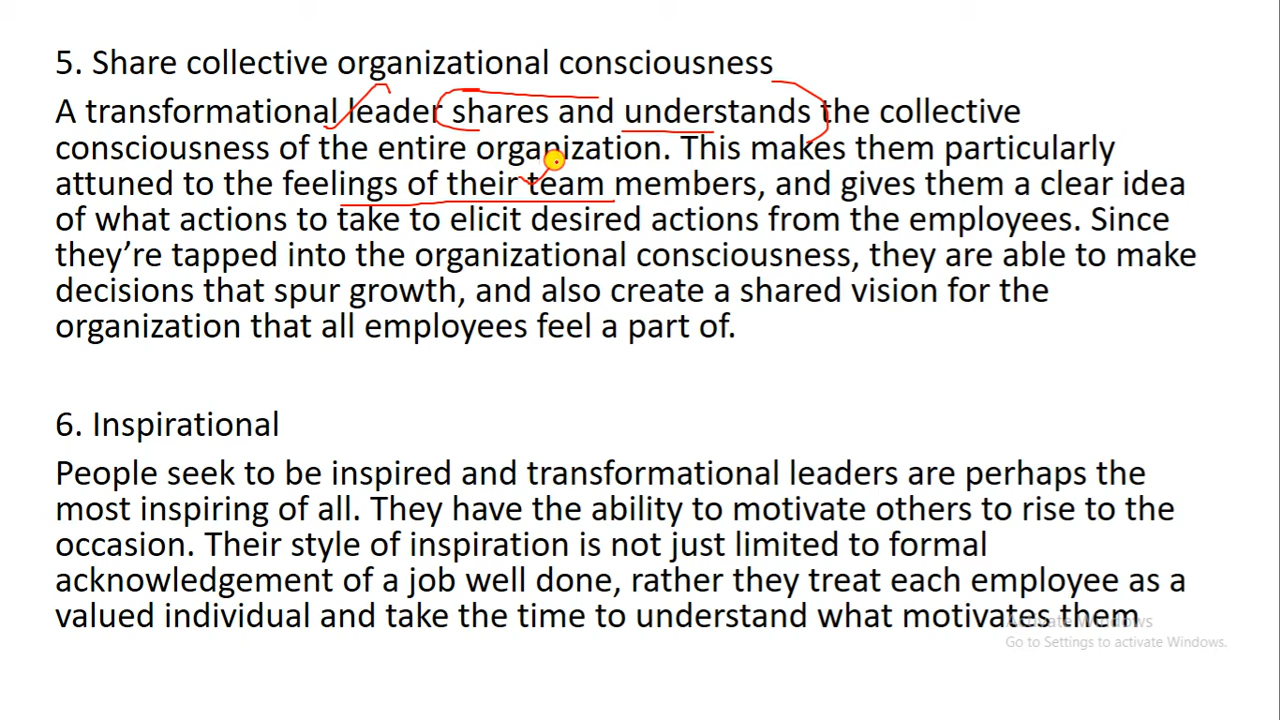 5. Share collective organizational consciousness
A transformational leader shares and understands the collective
consciousness of the entire organization. This makes them particularly
attuned to the feelings of their team members, and gives them a clear idea
of what actions to take to elicit desired actions from the employees. Since
they’re tapped into the organizational consciousness, they are able to make
decisions that spur growth, and also create a shared vision for the
organization that all employees feel a part of.
6. Inspirational
People seek to be inspired and transformational leaders are perhaps the
most inspiring of all. They have the ability to motivate others to rise to the
occasion. Their style of inspiration is not just limited to formal
acknowledgement of a job well done, rather they treat each employee as a
valued individual and take the time to understand what motivates them
Activate Windows
Go to Settings to activate Windows.